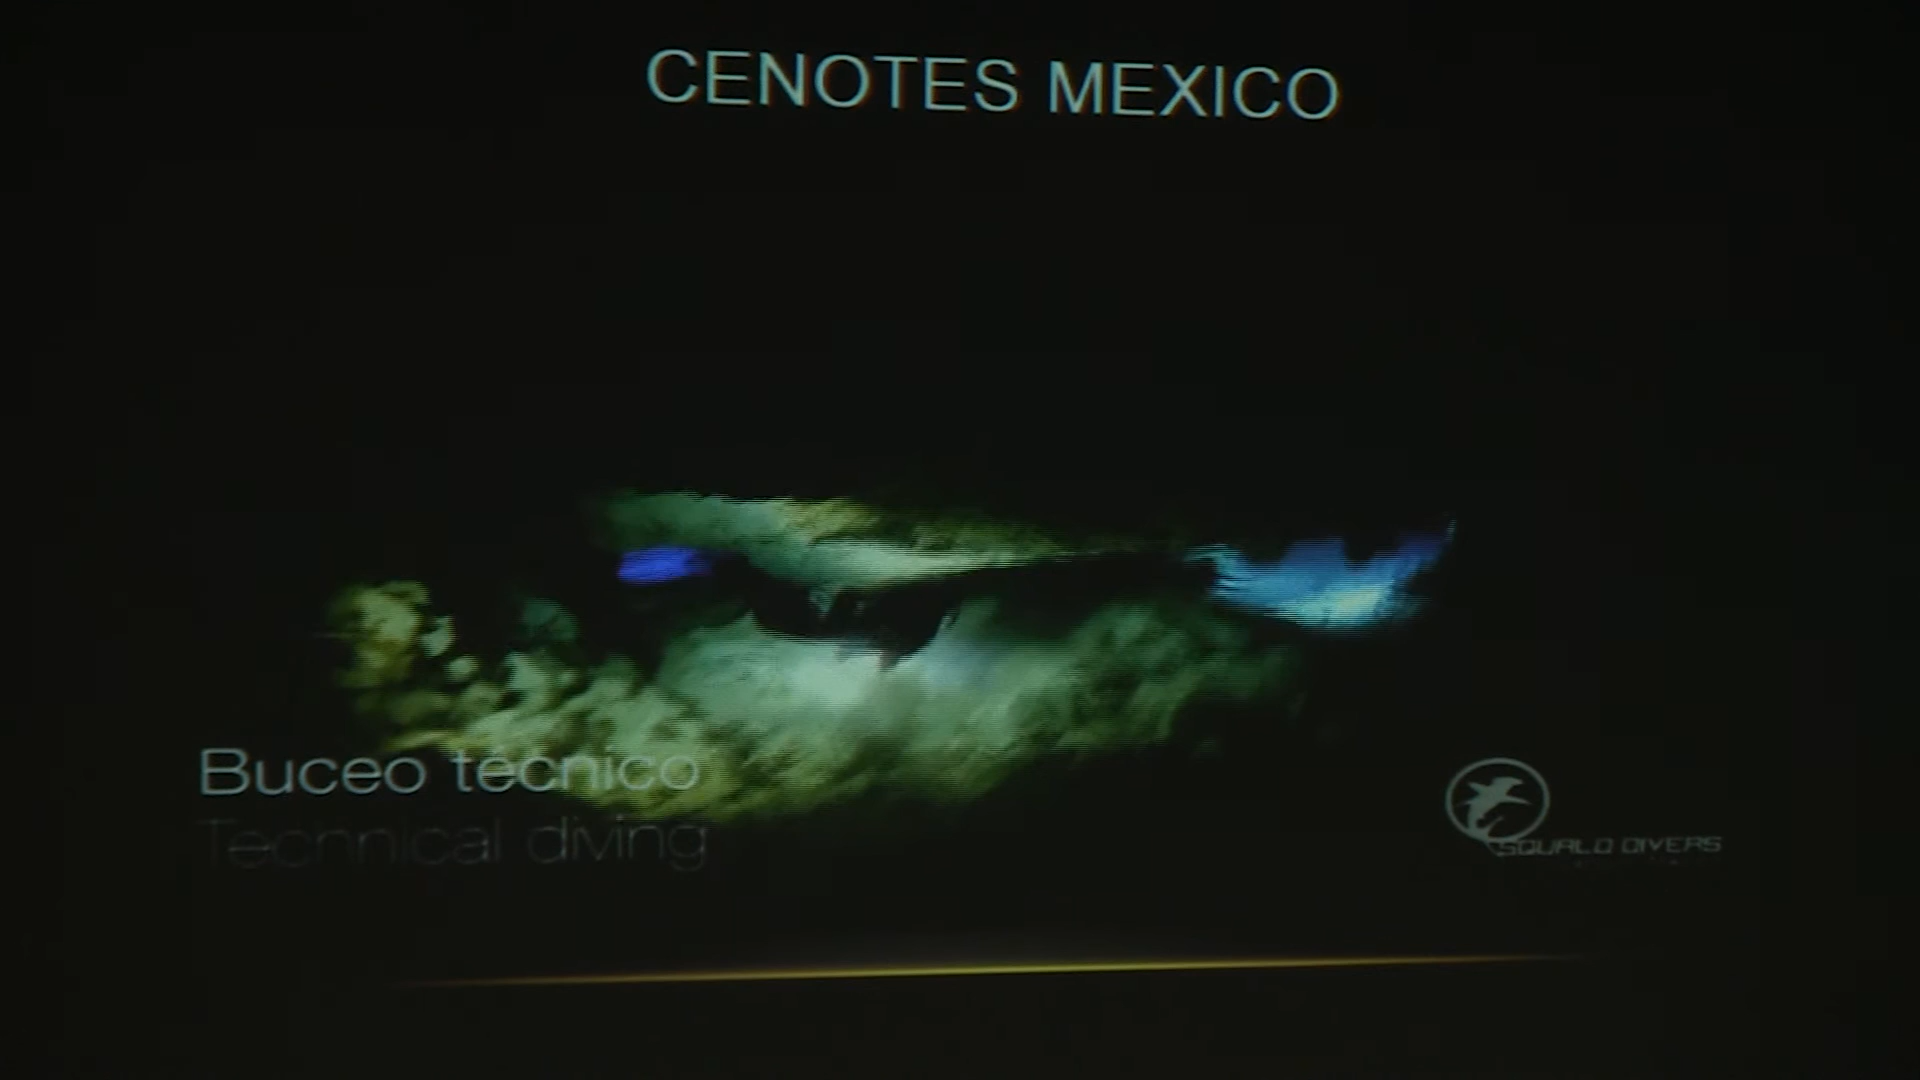 CENOTES MEXICO
Buceo técnico
Technical diving
SQUALO DIVERS